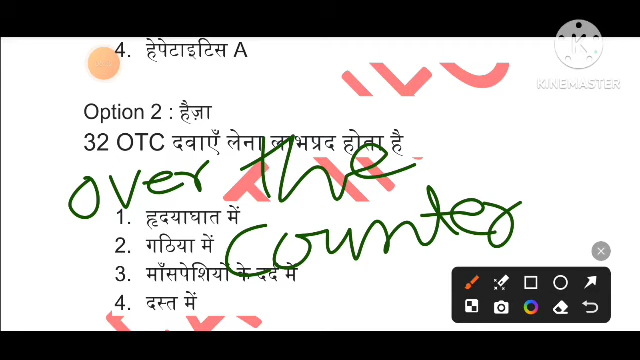 4. हेपेटाइटिस A
KINEMASTER
Option 2 : हैज़ा
32 OTC दवाएँ लेना लाभप्रद होता है
over the
counter
1. हृदयाघात में
2. गठिया में
3. माँसपेशियों के दर्द में
4. दस्त में